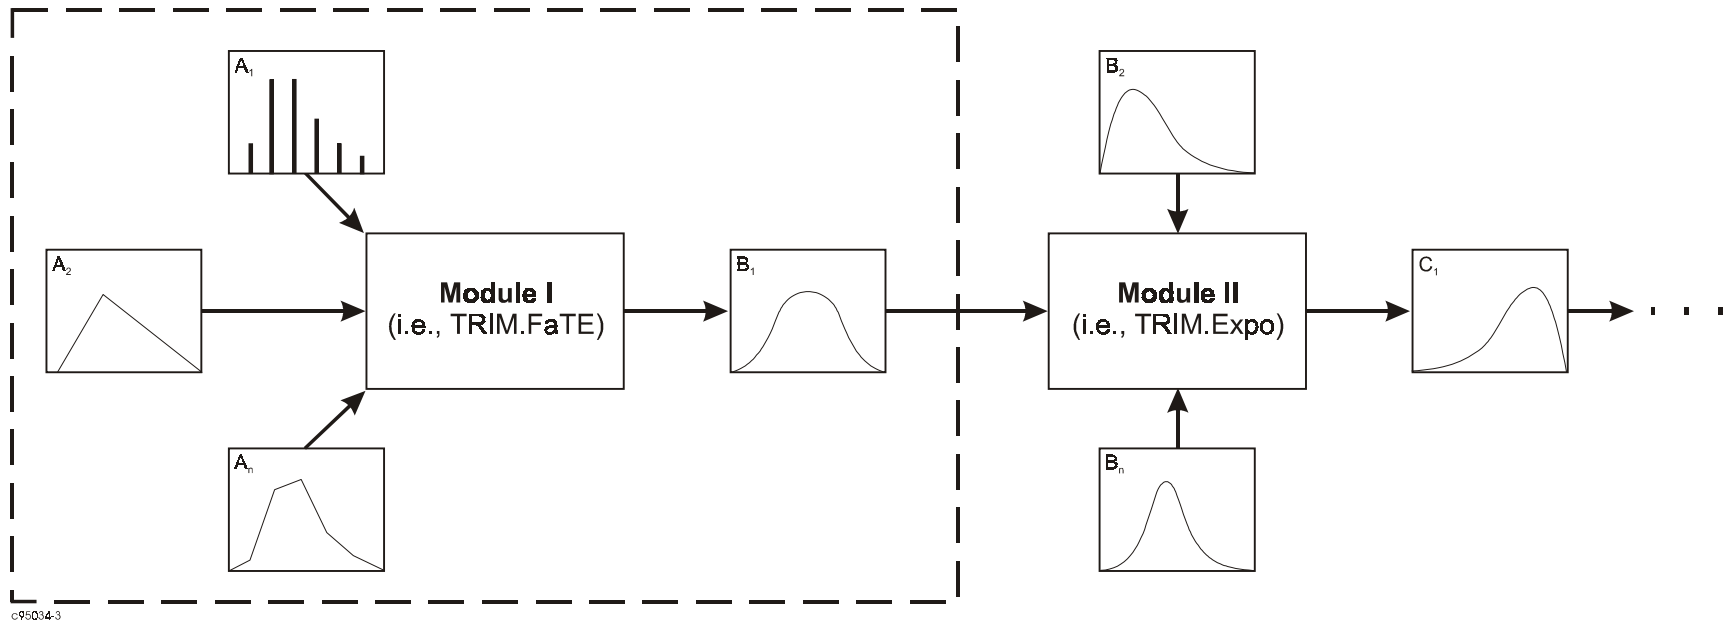 A₁
B₂
A₂
Module I
(i.e., TRIM.FaTE)
B₁
Module II
(i.e., TRIM.Expo)
C₁
Aₙ
Bₙ
c95034-3